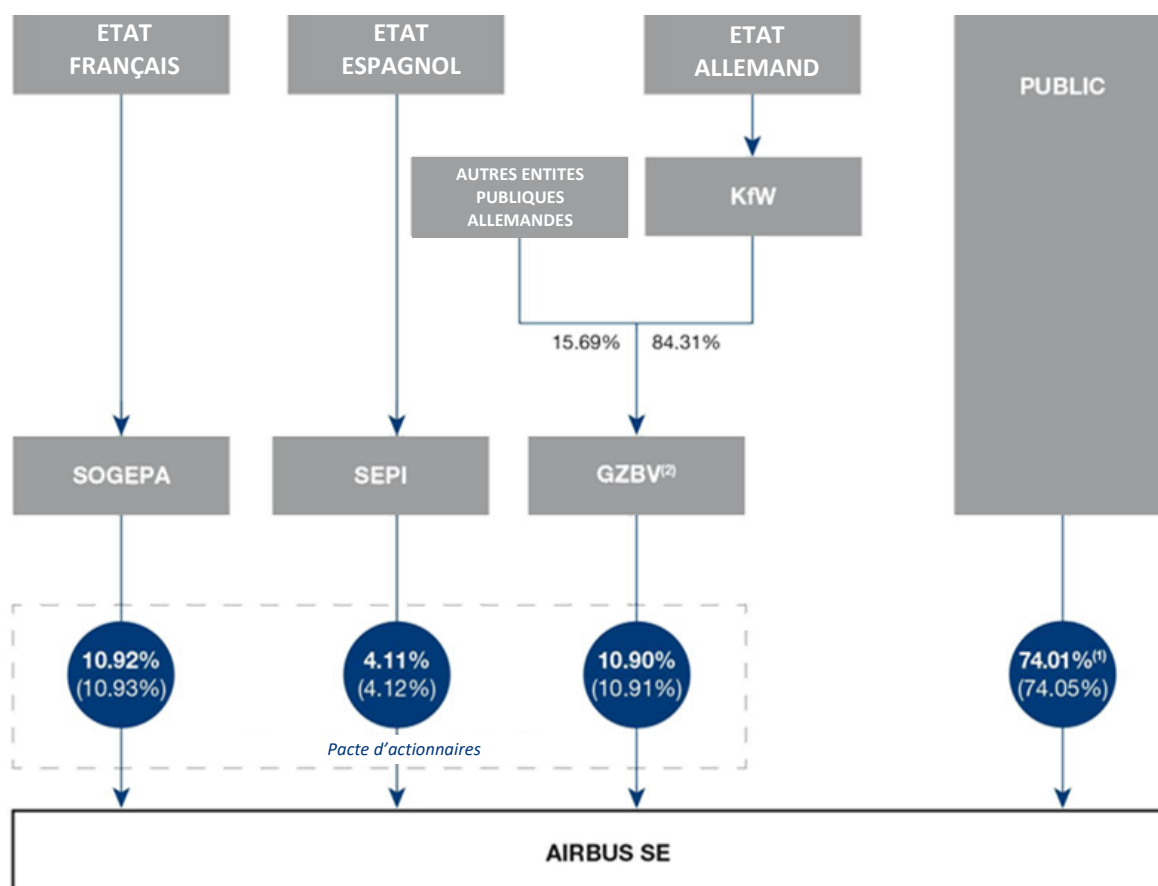 ETAT
FRANÇAIS
ETAT
ESPAGNOL
ETAT
ALLEMAND
PUBLIC
AUTRES ENTITES
PUBLIQUES
ALLEMANDES
KfW
15.69%
84.31%
SOGEPA
SEPI
GZBV(2)
10.92%
(10.93%)
4.11%
(4.12%)
10.90%
(10.91%)
74.01%(1)
(74.05%)
Pacte d’actionnaires
AIRBUS SE